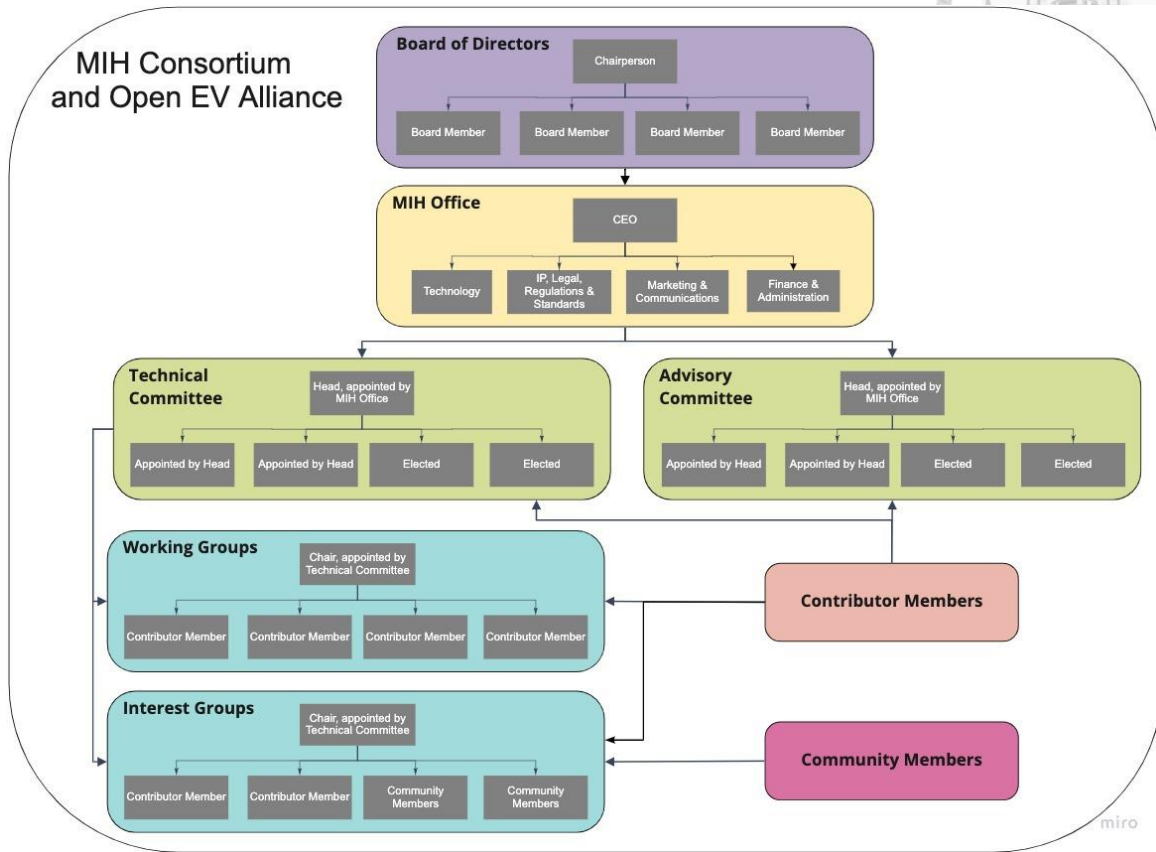 MIH Consortium
and Open EV Alliance
Board of Directors
Chairperson
Board Member
Board Member
Board Member
Board Member
MIH Office
CEO
Technology
IP, Legal,
Regulations &
Standards
Marketing &
Communications
Finance &
Administration
Technical
Committee
Head, appointed by
MIH Office
Appointed by Head
Appointed by Head
Elected
Elected
Advisory
Committee
Head, appointed by
MIH Office
Appointed by Head
Appointed by Head
Elected
Elected
Working Groups
Chair, appointed by
Technical Committee
Contributor Member
Contributor Member
Contributor Member
Contributor Member
Contributor Members
Interest Groups
Chair, appointed by
Technical Committee
Contributor Member
Contributor Member
Community
Members
Community
Members
Community Members
miro